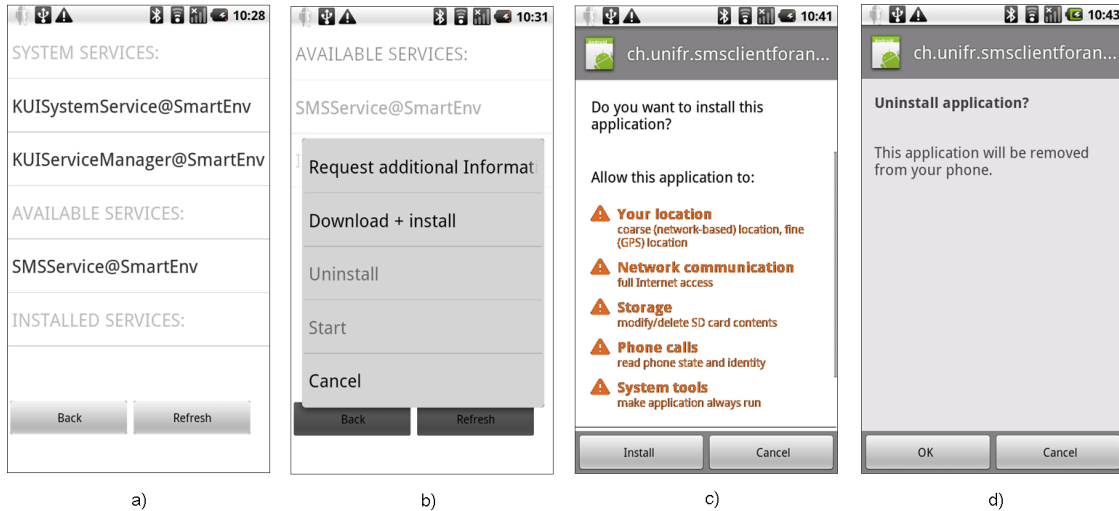 10:28
SYSTEM SERVICES:
KUISystemService@SmartEnv
KUIServiceManager@SmartEnv
AVAILABLE SERVICES:
SMSService@SmartEnv
INSTALLED SERVICES:
Back
Refresh
a)
10:31
AVAILABLE SERVICES:
SMSService@SmartEnv
Request additional Informati
Download + install
Uninstall
Start
Cancel
Back
Refresh
b)
10:41
ch.unifr.smsclientforan...
Do you want to install this
application?
Allow this application to:
Your location
coarse (network-based) location, fine
(GPS) location
Network communication
full Internet access
Storage
modify/delete SD card contents
Phone calls
read phone state and identity
System tools
make application always run
Install
Cancel
c)
10:43
ch.unifr.smsclientforan...
Uninstall application?
This application will be removed
from your phone.
OK
Cancel
d)